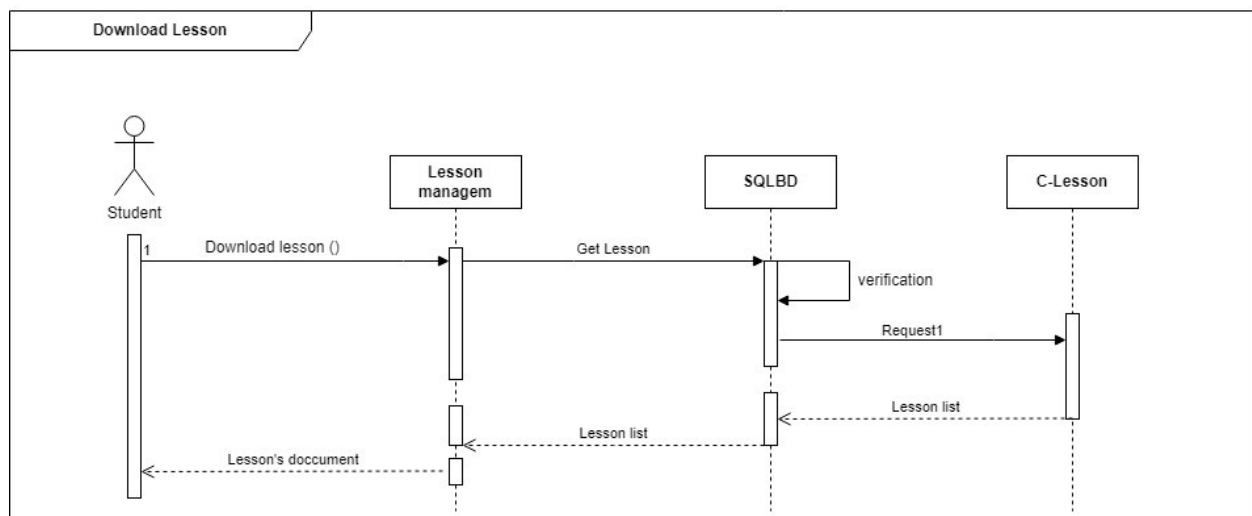 Download Lesson
Lesson
managem
SQLBD
C-Lesson
Student
1
Download lesson ()
Get Lesson
verification
Request1
Lesson list
Lesson list
Lesson's doccument